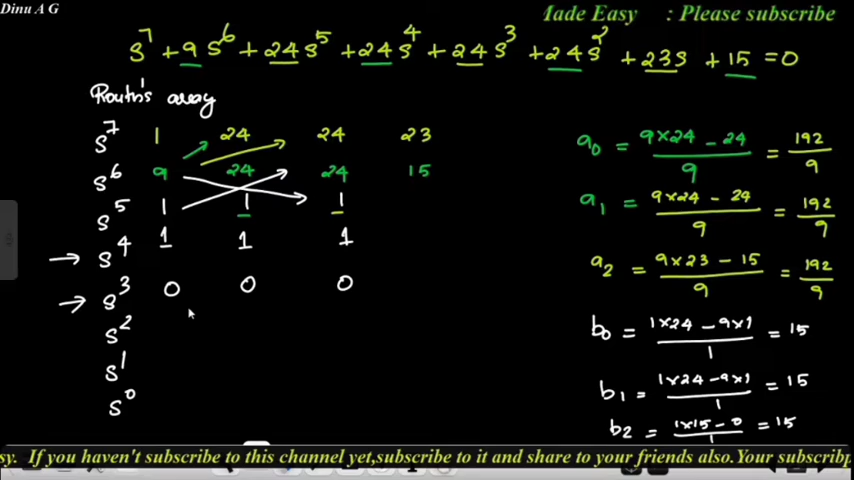 Dinu A G
Made Easy : Please subscribe
s⁷ + 9s⁶ + 24s⁵ + 24s⁴ + 24s³ + 24s² + 23s + 15 = 0
Routh's array
s⁷ 1 24 24 23
s⁶ 9 24 24 15
s⁵ 1 1 1
→ s⁴ 1 1 1
→ s³ 0 0 0
s²
s¹
s⁰
a₀ = 9×24 - 24 / 9 = 192/9
a₁ = 9×24 - 24 / 9 = 192/9
a₂ = 9×23 - 15 / 9 = 192/9
b₀ = 1×24 - 9×1 / 1 = 15
b₁ = 1×24 - 9×1 / 1 = 15
b₂ = 1×15 - 0 / 1 = 15
sy. If you haven't subscribe to this channel yet,subscribe to it and share to your friends also.Your subscrib